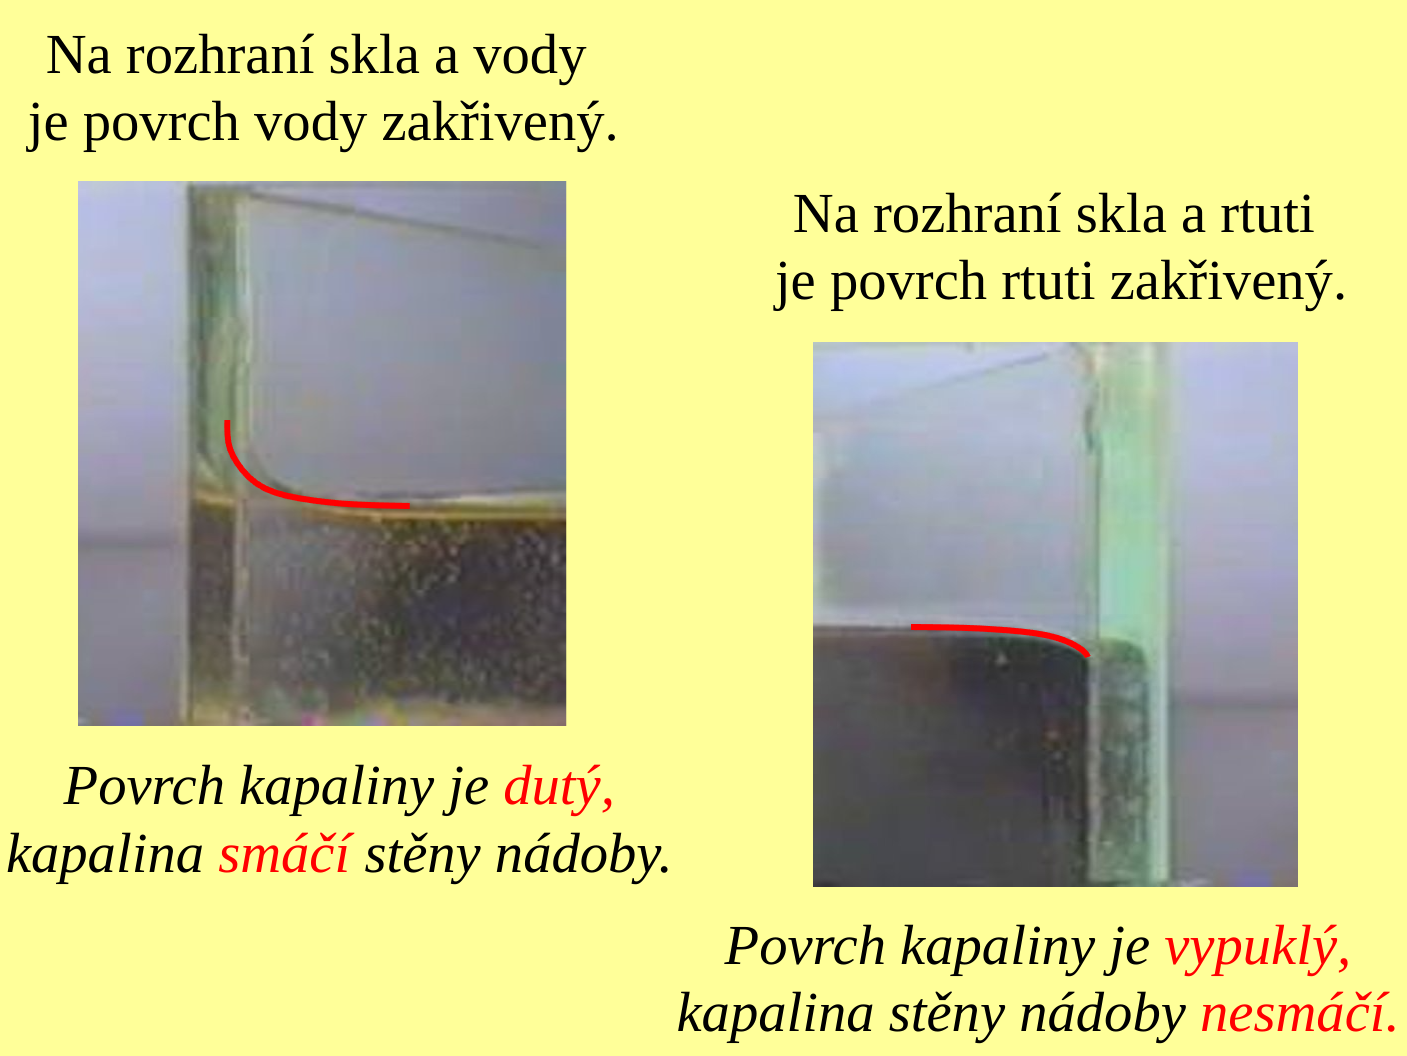 Na rozhraní skla a vody
je povrch vody zakřivený.
Povrch kapaliny je dutý,
kapalina smáčí stěny nádoby.
Na rozhraní skla a rtuti
je povrch rtuti zakřivený.
Povrch kapaliny je vypuklý,
kapalina stěny nádoby nesmáčí.